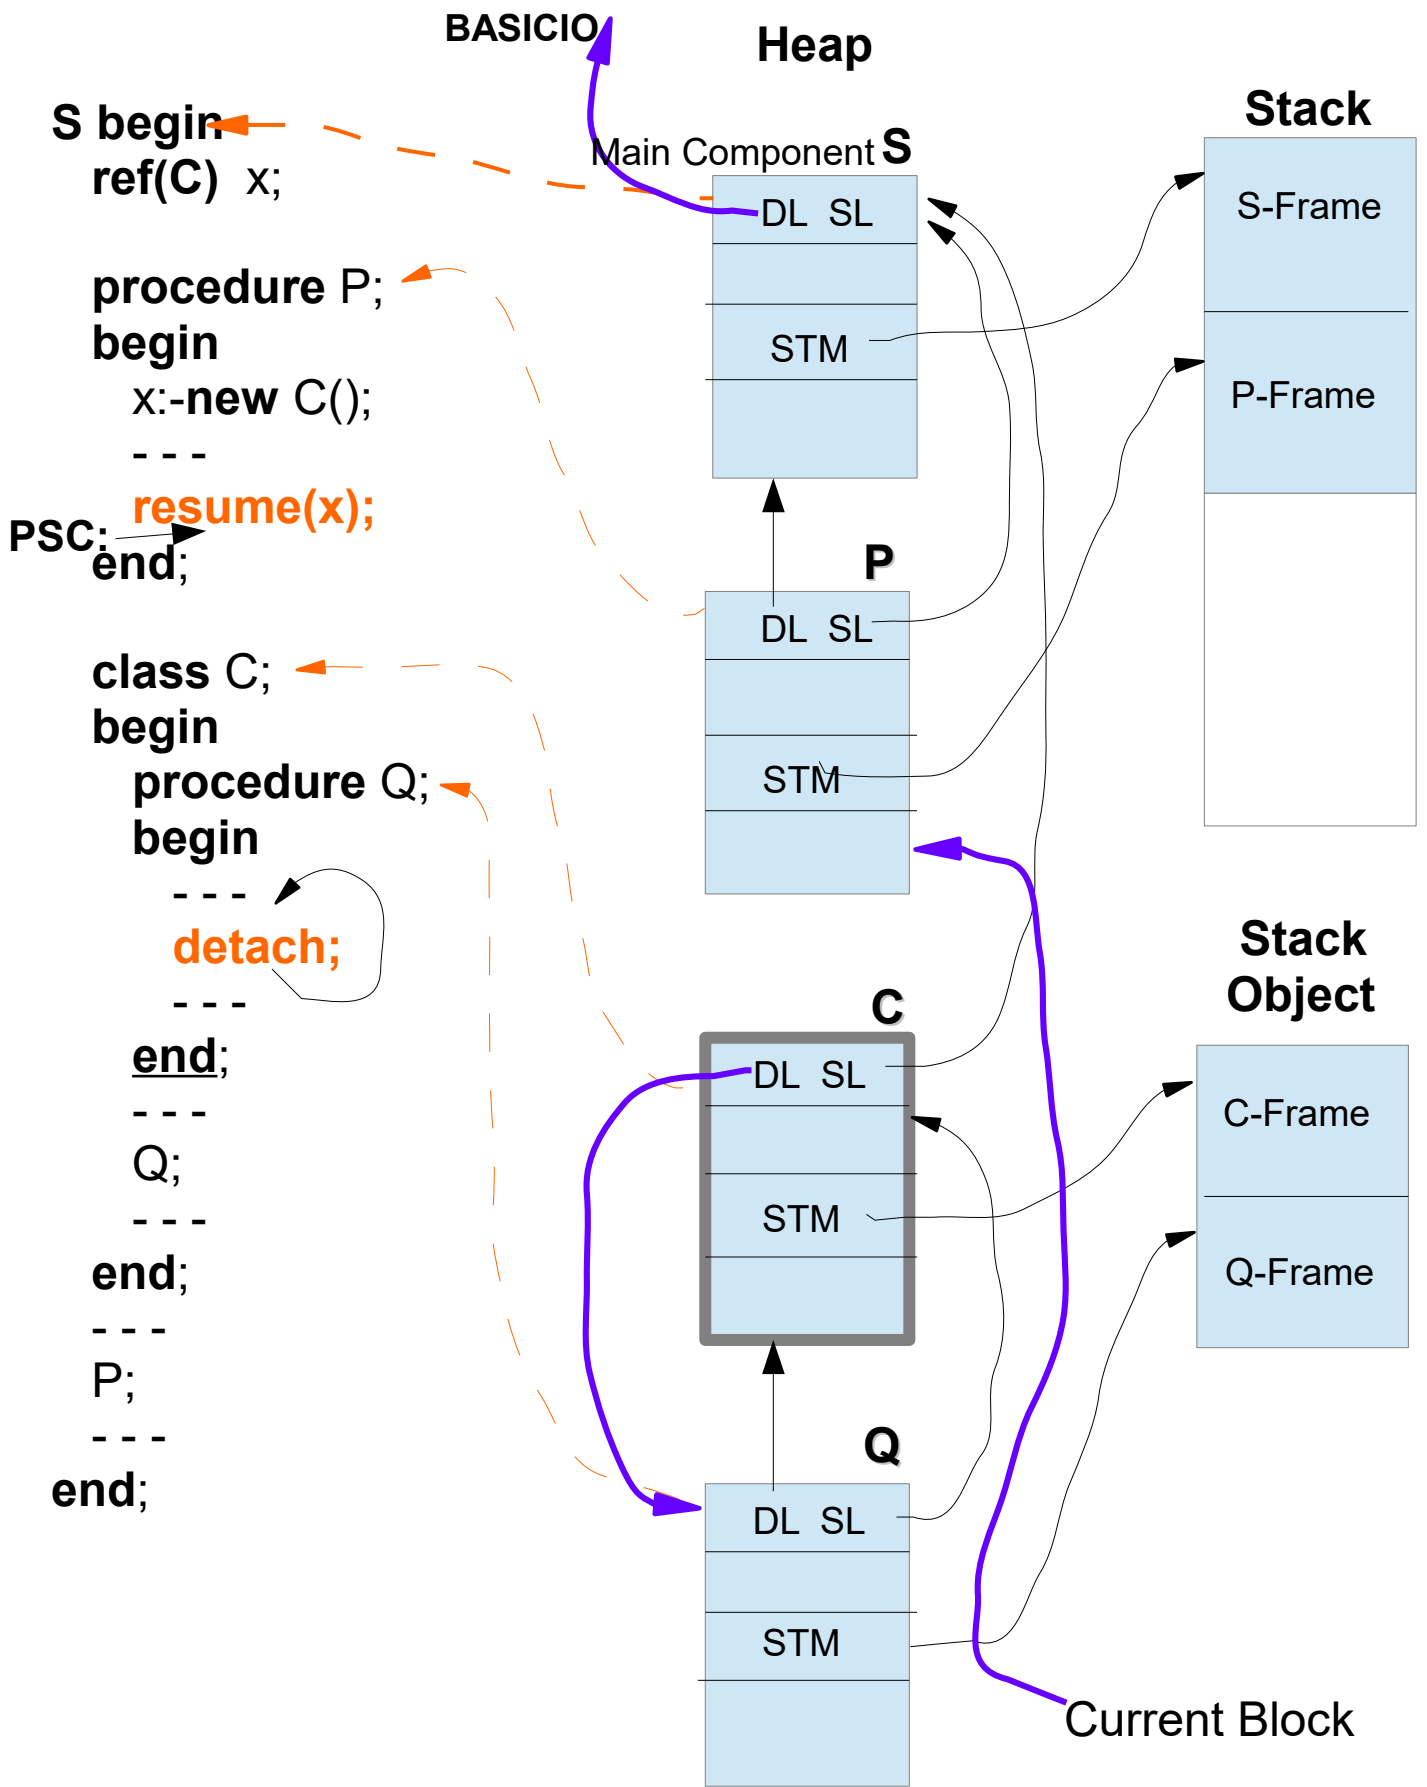 BASICIO
Heap
Stack
S begin
ref(C) x;
procedure P;
begin
x:-new C();
- - -
resume(x);
PSC:
end;
class C;
begin
procedure Q;
begin
- - -
detach;
- - -
end;
- - -
Q;
- - -
end;
- - -
P;
- - -
end;
Main Component S
DL SL
STM
P
DL SL
STM
C
DL SL
STM
Q
DL SL
STM
S-Frame
P-Frame
Stack
Object
C-Frame
Q-Frame
Current Block